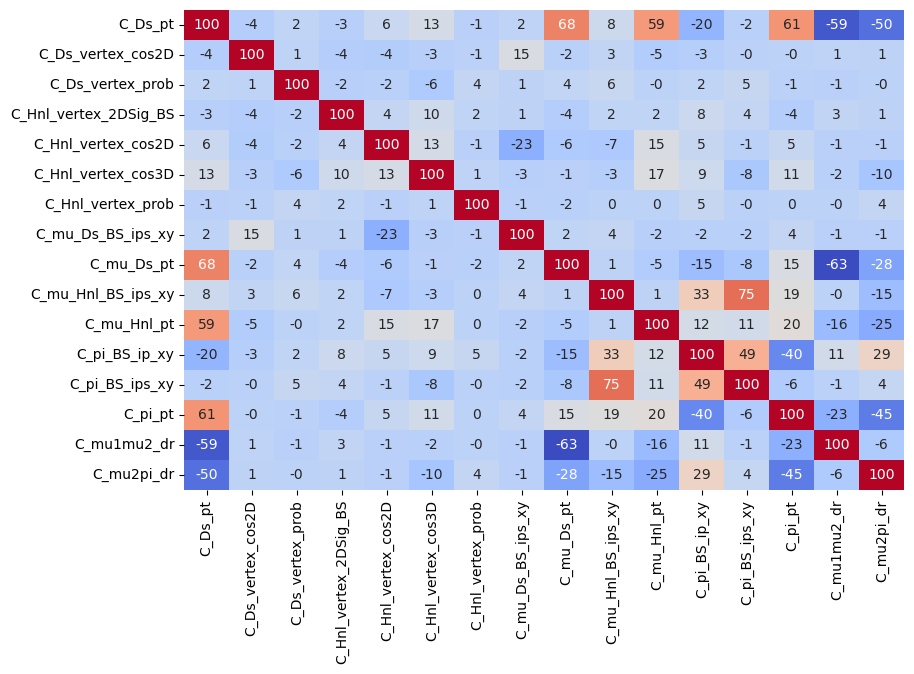 C_Ds_pt 100 -4 2 -3 6 13 -1 2 68 8 59 -20 -2 61 -59 -50
C_Ds_vertex_cos2D -4 100 1 -4 -4 -3 -1 15 -2 3 -5 -3 -0 -0 1 1
C_Ds_vertex_prob 2 1 100 -2 -2 -6 4 1 4 6 -0 2 5 -1 -1 -0
C_Hnl_vertex_2DSig_BS -3 -4 -2 100 4 10 2 1 -4 2 2 8 4 -4 3 1
C_Hnl_vertex_cos2D 6 -4 -2 4 100 13 -1 -23 -6 -7 15 5 -1 5 -1 -1
C_Hnl_vertex_cos3D 13 -3 -6 10 13 100 1 -3 -1 -3 17 9 -8 11 -2 -10
C_Hnl_vertex_prob -1 -1 4 2 -1 1 100 -1 -2 0 0 5 -0 0 -0 4
C_mu_Ds_BS_ips_xy 2 15 1 1 -23 -3 -1 100 2 4 -2 -2 -2 4 -1 -1
C_mu_Ds_pt 68 -2 4 -4 -6 -1 -2 2 100 1 -5 -15 -8 15 -63 -28
C_mu_Hnl_BS_ips_xy 8 3 6 2 -7 -3 0 4 1 100 1 33 75 19 -0 -15
C_mu_Hnl_pt 59 -5 -0 2 15 17 0 -2 -5 1 100 12 11 20 -16 -25
C_pi_BS_ip_xy -20 -3 2 8 5 9 5 -2 -15 33 12 100 49 -40 11 29
C_pi_BS_ips_xy -2 -0 5 4 -1 -8 -0 -2 -8 75 11 49 100 -6 -1 4
C_pi_pt 61 -0 -1 -4 5 11 0 4 15 19 20 -40 -6 100 -23 -45
C_mu1mu2_dr -59 1 -1 3 -1 -2 -0 -1 -63 -0 -16 11 -1 -23 100 -6
C_mu2pi_dr -50 1 -0 1 -1 -10 4 -1 -28 -15 -25 29 4 -45 -6 100
C_Ds_pt
C_Ds_vertex_cos2D
C_Ds_vertex_prob
C_Hnl_vertex_2DSig_BS
C_Hnl_vertex_cos2D
C_Hnl_vertex_cos3D
C_Hnl_vertex_prob
C_mu_Ds_BS_ips_xy
C_mu_Ds_pt
C_mu_Hnl_BS_ips_xy
C_mu_Hnl_pt
C_pi_BS_ip_xy
C_pi_BS_ips_xy
C_pi_pt
C_mu1mu2_dr
C_mu2pi_dr